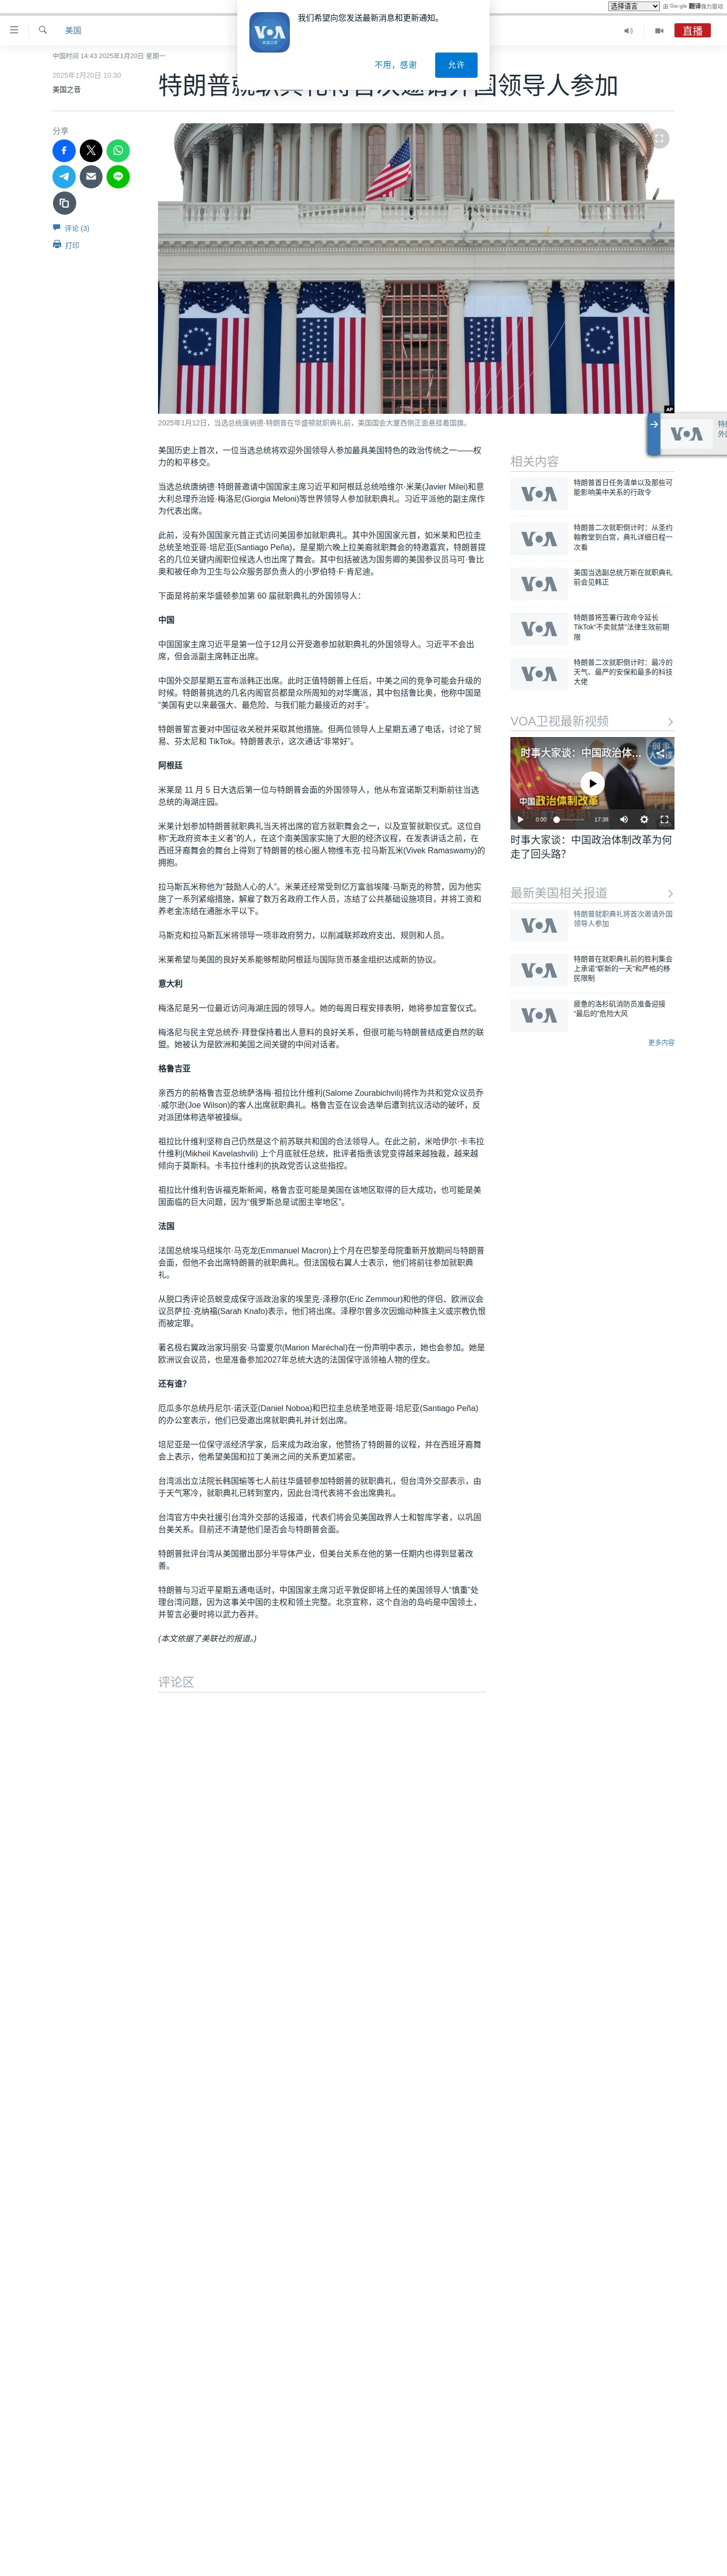 选择语言 由 Google 翻译强力驱动
我们希望向您发送最新消息和更新通知。
不用，感谢 允许
美国
直播
中国时间 14:43 2025年1月20日 星期一
2025年1月20日 10:30
美国之音
特朗普就职典礼将首次邀请外国领导人参加
分享
评论 (3)
打印
AP
2025年1月12日，当选总统唐纳德·特朗普在华盛顿就职典礼前，美国国会大厦西侧正面悬挂着国旗。
美国历史上首次，一位当选总统将欢迎外国领导人参加最具美国特色的政治传统之一——权
力的和平移交。
当选总统唐纳德·特朗普邀请中国国家主席习近平和阿根廷总统哈维尔·米莱(Javier Milei)和意
大利总理乔治娅·梅洛尼(Giorgia Meloni)等世界领导人参加就职典礼。习近平派他的副主席作
为代表出席。
此前，没有外国国家元首正式访问美国参加就职典礼。其中外国国家元首，如米莱和巴拉圭
总统圣地亚哥·培尼亚(Santiago Peña)，是星期六晚上拉美裔就职舞会的特邀嘉宾，特朗普提
名的几位关键内阁职位候选人也出席了舞会。其中包括被选为国务卿的美国参议员马可·鲁比
奥和被任命为卫生与公众服务部负责人的小罗伯特·F·肯尼迪。
下面是将前来华盛顿参加第 60 届就职典礼的外国领导人：
中国
中国国家主席习近平是第一位于12月公开受邀参加就职典礼的外国领导人。习近平不会出
席，但会派副主席韩正出席。
中国外交部星期五宣布派韩正出席。此时正值特朗普上任后，中美之间的竞争可能会升级的
时候。特朗普挑选的几名内阁官员都是众所周知的对华鹰派，其中包括鲁比奥，他称中国是
“美国有史以来最强大、最危险、与我们能力最接近的对手”。
特朗普誓言要对中国征收关税并采取其他措施。但两位领导人上星期五通了电话，讨论了贸
易、芬太尼和 TikTok。特朗普表示，这次通话“非常好”。
阿根廷
米莱是 11 月 5 日大选后第一位与特朗普会面的外国领导人，他从布宜诺斯艾利斯前往当选
总统的海湖庄园。
米莱计划参加特朗普就职典礼当天将出席的官方就职舞会之一，以及宣誓就职仪式。这位自
称“无政府资本主义者”的人，在这个南美国家实施了大胆的经济议程，在发表讲话之前，在
西班牙裔舞会的舞台上得到了特朗普的核心圈人物维韦克·拉马斯瓦米(Vivek Ramaswamy)的
拥抱。
拉马斯瓦米称他为“鼓励人心的人”。米莱还经常受到亿万富翁埃隆·马斯克的称赞，因为他实
施了一系列紧缩措施，解雇了数万名政府工作人员，冻结了公共基础设施项目，并将工资和
养老金冻结在通胀水平以下。
马斯克和拉马斯瓦米将领导一项非政府努力，以削减联邦政府支出、规则和人员。
米莱希望与美国的良好关系能够帮助阿根廷与国际货币基金组织达成新的协议。
意大利
梅洛尼是另一位最近访问海湖庄园的领导人。她的每周日程安排表明，她将参加宣誓仪式。
梅洛尼与民主党总统乔·拜登保持着出人意料的良好关系，但很可能与特朗普结成更自然的联
盟。她被认为是欧洲和美国之间关键的中间对话者。
格鲁吉亚
亲西方的前格鲁吉亚总统萨洛梅·祖拉比什维利(Salome Zourabichvili)将作为共和党众议员乔
·威尔逊(Joe Wilson)的客人出席就职典礼。格鲁吉亚在议会选举后遭到抗议活动的破坏，反
对派团体称选举被操纵。
祖拉比什维利坚称自己仍然是这个前苏联共和国的合法领导人。在此之前，米哈伊尔·卡韦拉
什维利(Mikheil Kavelashvili) 上个月底就任总统，批评者指责该党变得越来越独裁，越来越
倾向于莫斯科。卡韦拉什维利的执政党否认这些指控。
祖拉比什维利告诉福克斯新闻，格鲁吉亚可能是美国在该地区取得的巨大成功，也可能是美
国面临的巨大问题，因为“俄罗斯总是试图主宰地区”。
法国
法国总统埃马纽埃尔·马克龙(Emmanuel Macron)上个月在巴黎圣母院重新开放期间与特朗普
会面，但他不会出席特朗普的就职典礼。但法国极右翼人士表示，他们将前往参加就职典
礼。
从脱口秀评论员蜕变成保守派政治家的埃里克·泽穆尔(Eric Zemmour)和他的伴侣、欧洲议会
议员萨拉·克纳福(Sarah Knafo)表示，他们将出席。泽穆尔曾多次因煽动种族主义或宗教仇恨
而被定罪。
著名极右翼政治家玛丽安·马雷夏尔(Marion Maréchal)在一份声明中表示，她也会参加。她是
欧洲议会议员，也是准备参加2027年总统大选的法国保守派领袖人物的侄女。
还有谁？
厄瓜多尔总统丹尼尔·诺沃亚(Daniel Noboa)和巴拉圭总统圣地亚哥·培尼亚(Santiago Peña)
的办公室表示，他们已受邀出席就职典礼并计划出席。
培尼亚是一位保守派经济学家，后来成为政治家，他赞扬了特朗普的议程，并在西班牙裔舞
会上表示，他希望美国和拉丁美洲之间的关系更加紧密。
台湾派出立法院长韩国瑜等七人前往华盛顿参加特朗普的就职典礼，但台湾外交部表示，由
于天气寒冷，就职典礼已转到室内，因此台湾代表将不会出席典礼。
台湾官方中央社援引台湾外交部的话报道，代表们将会见美国政界人士和智库学者，以巩固
台美关系。目前还不清楚他们是否会与特朗普会面。
特朗普批评台湾从美国撤出部分半导体产业，但美台关系在他的第一任期内也得到显著改
善。
特朗普与习近平星期五通电话时，中国国家主席习近平敦促即将上任的美国领导人“慎重”处
理台湾问题，因为这事关中国的主权和领土完整。北京宣称，这个自治的岛屿是中国领土，
并誓言必要时将以武力吞并。
(本文依据了美联社的报道。)
评论区
相关内容
特朗普首日任务清单以及那些可
能影响美中关系的行政令
特朗普二次就职倒计时：从圣约
翰教堂到白宫，典礼详细日程一
次看
美国当选副总统万斯在就职典礼
前会见韩正
特朗普将签署行政命令延长
TikTok“不卖就禁”法律生效前期
限
特朗普二次就职倒计时：最冷的
天气、最严的安保和最多的科技
大佬
VOA卫视最新视频
时事大家谈：中国政治体...
中国政治体制改革
0:00 17:38
时事大家谈：中国政治体制改革为何
走了回头路？
最新美国相关报道
特朗普就职典礼将首次邀请外国
领导人参加
特朗普在就职典礼前的胜利集会
上承诺“崭新的一天”和严格的移
民限制
疲惫的洛杉矶消防员准备迎接
“最后的”危险大风
更多内容